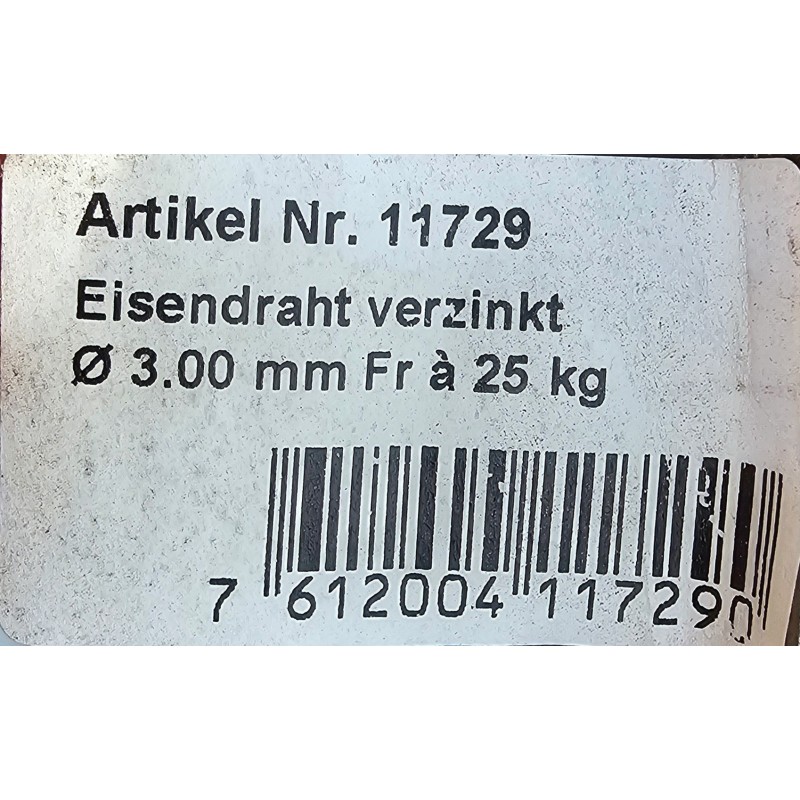 Artikel Nr. 11729
Eisendraht verzinkt
Ø 3.00 mm Fr à 25 kg
7 612004 117290